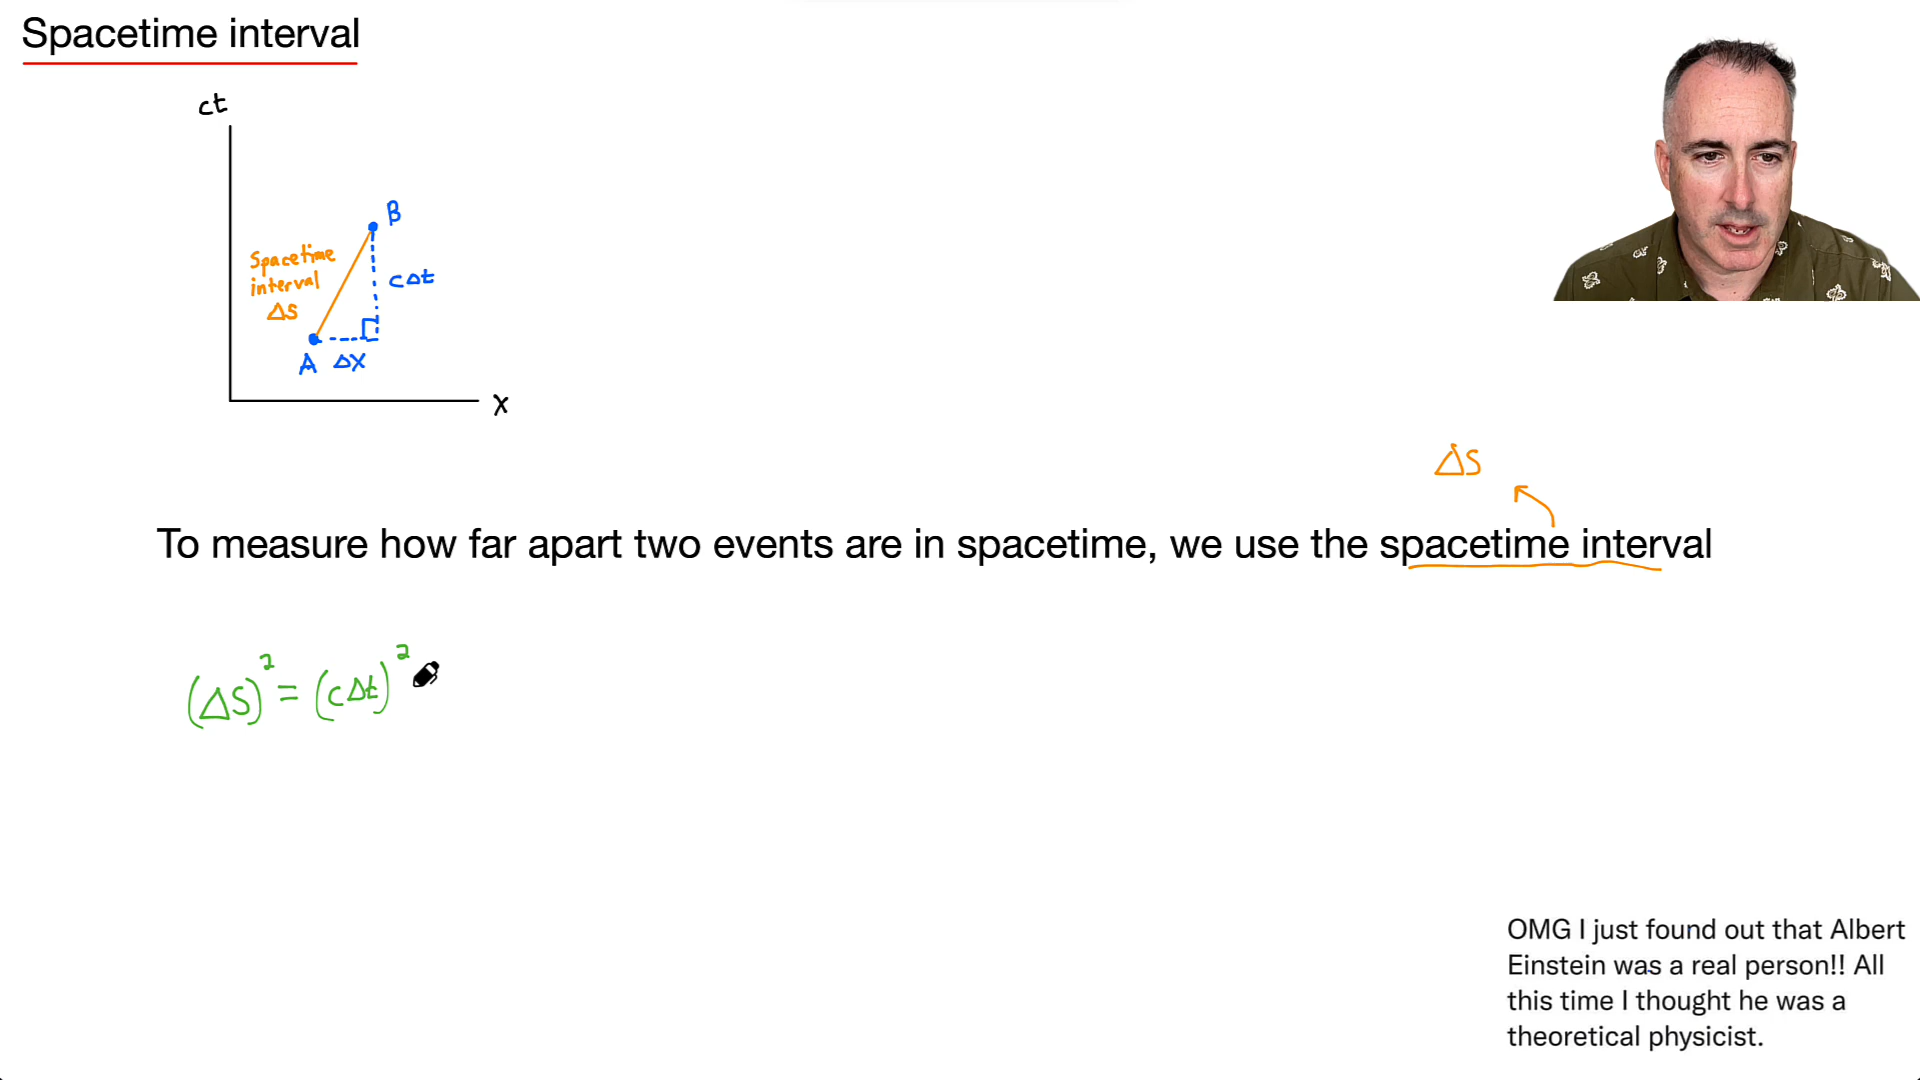 Spacetime interval
ct
B
Spacetime
interval
ΔS
cΔt
A ΔX
X
ΔS
To measure how far apart two events are in spacetime, we use the spacetime interval
(ΔS)² = (cΔt)²
OMG I just found out that Albert
Einstein was a real person!! All
this time I thought he was a
theoretical physicist.